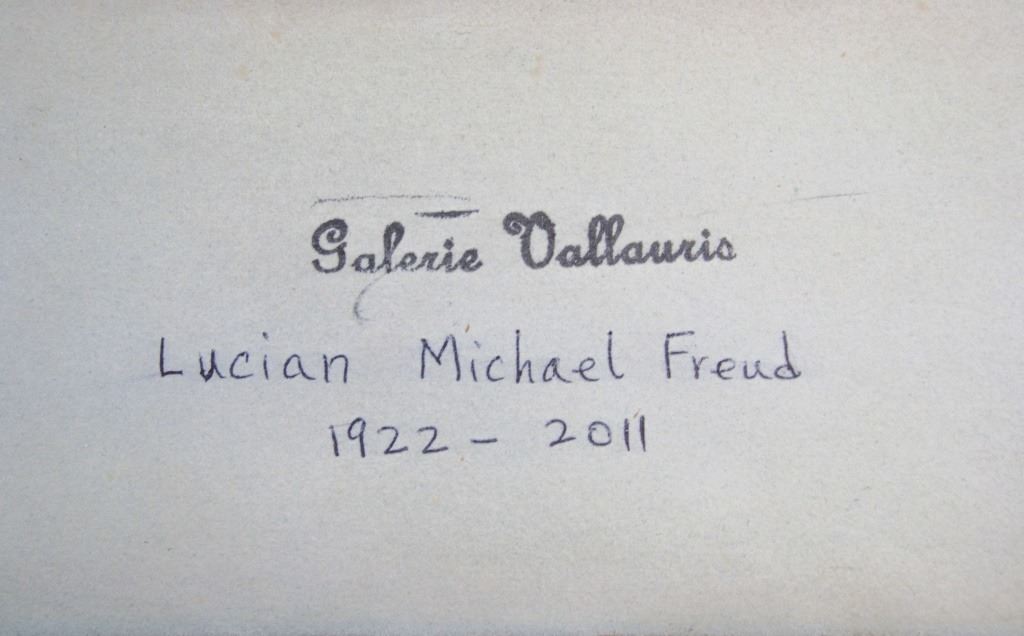 Galerie Vallauris
Lucian Michael Freud
1922 - 2011